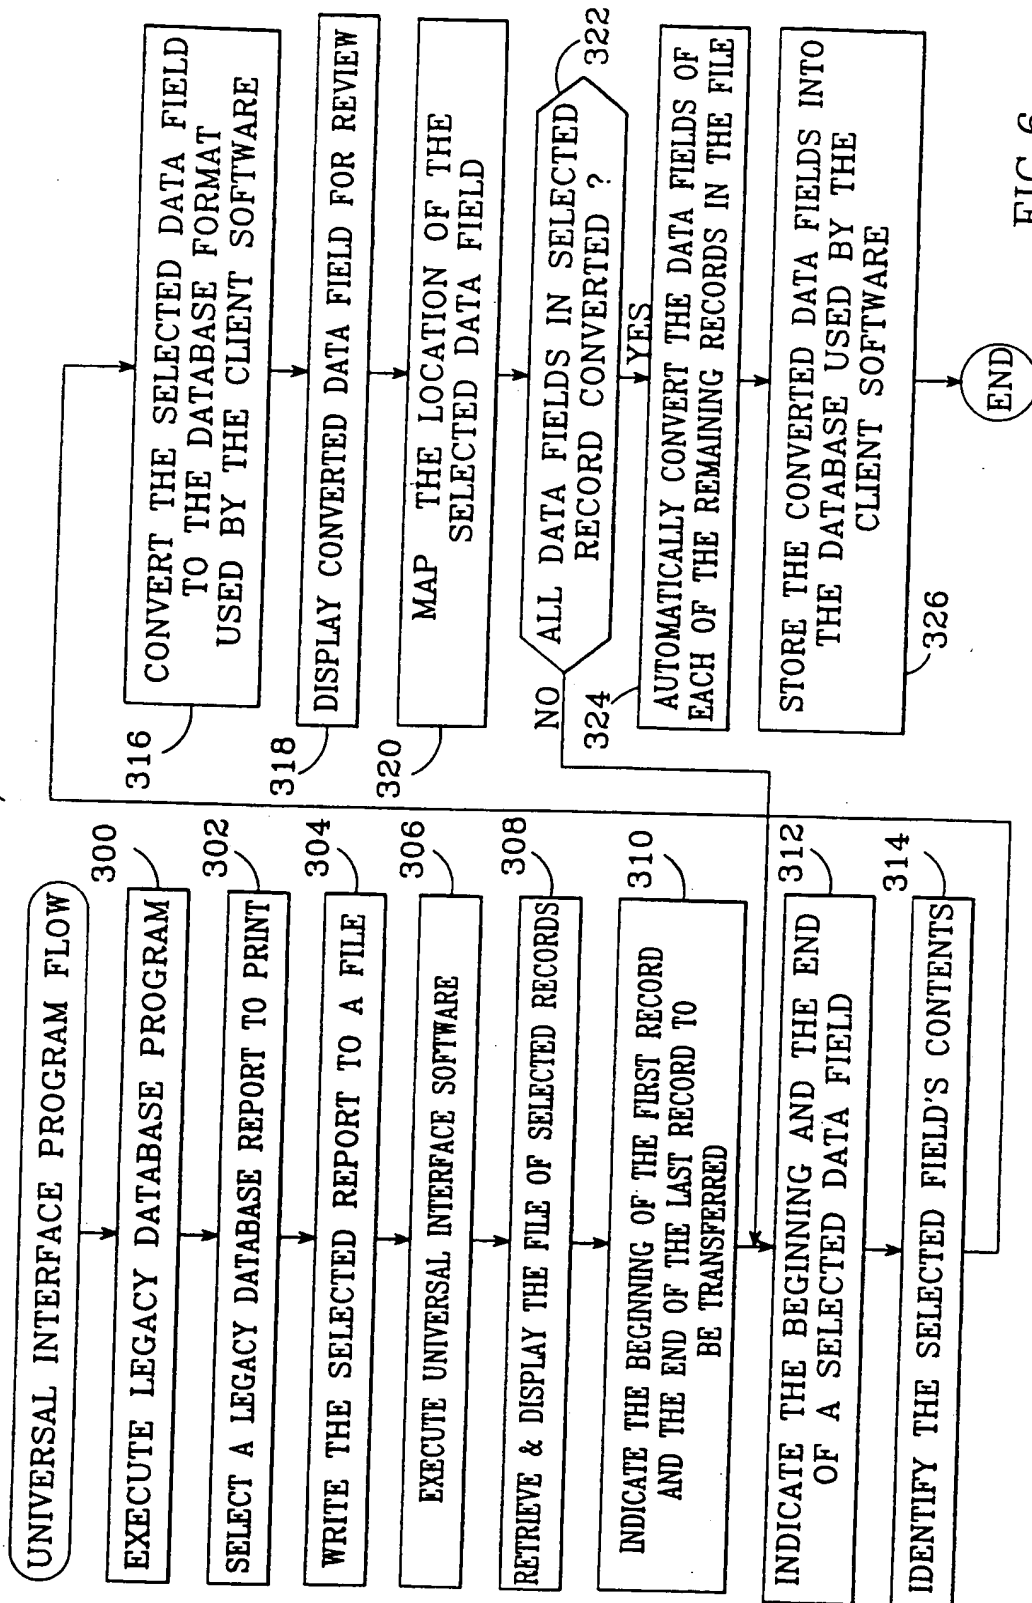 UNIVERSAL INTERFACE PROGRAM FLOW
300
EXECUTE LEGACY DATABASE PROGRAM
302
SELECT A LEGACY DATABASE REPORT TO PRINT
304
WRITE THE SELECTED REPORT TO A FILE
306
EXECUTE UNIVERSAL INTERFACE SOFTWARE
308
RETRIEVE & DISPLAY THE FILE OF SELECTED RECORDS
310
INDICATE THE BEGINNING OF THE FIRST RECORD
AND THE END OF THE LAST RECORD TO
BE TRANSFERRED
312
INDICATE THE BEGINNING AND THE END
OF A SELECTED DATA FIELD
314
IDENTIFY THE SELECTED FIELD'S CONTENTS
316
CONVERT THE SELECTED DATA FIELD
TO THE DATABASE FORMAT
USED BY THE CLIENT SOFTWARE
318
DISPLAY CONVERTED DATA FIELD FOR REVIEW
320
MAP THE LOCATION OF THE
SELECTED DATA FIELD
322
NO
ALL DATA FIELDS IN SELECTED
RECORD CONVERTED ?
YES
324
AUTOMATICALLY CONVERT THE DATA FIELDS OF
EACH OF THE REMAINING RECORDS IN THE FILE
STORE THE CONVERTED DATA FIELDS INTO
THE DATABASE USED BY THE
CLIENT SOFTWARE
326
END
FIG.6